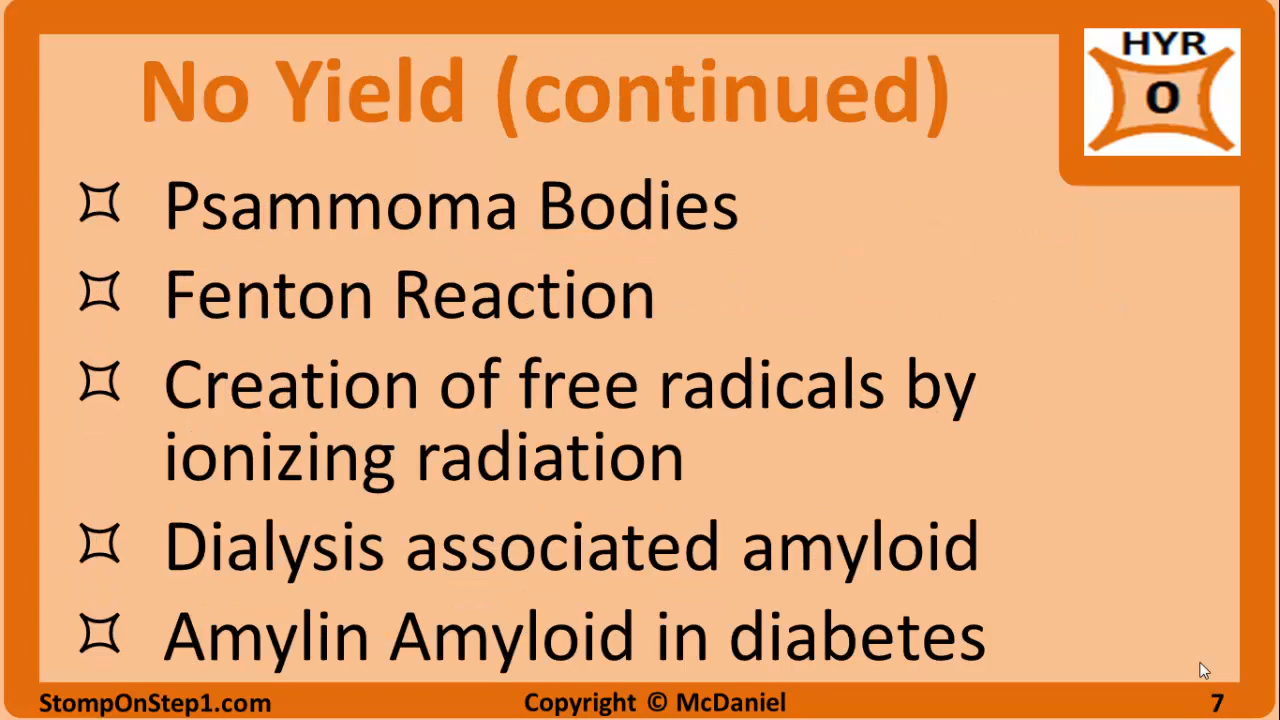 No Yield (continued)
HYR
0
Psammoma Bodies
Fenton Reaction
Creation of free radicals by
ionizing radiation
Dialysis associated amyloid
Amylin Amyloid in diabetes
StompOnStep1.com
Copyright © McDaniel
7